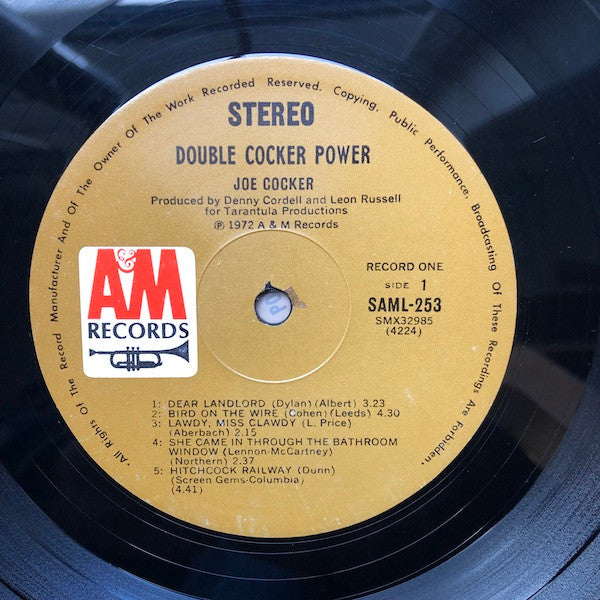 · All Rights Of The Record Manufacturer And Of The Owner Of The Work Recorded Reserved. Copying, Public Performance, Broadcasting Of These Recordings Are Forbidden. ·
STEREO
DOUBLE COCKER POWER
JOE COCKER
Produced by Denny Cordell and Leon Russell
for Tarantula Productions
℗ 1972 A & M Records
A&M
RECORDS
RECORD ONE
SIDE 1
SAML-253
SMX32985
(4224)
1: DEAR LANDLORD (Dylan) (Albert) 3.23
2: BIRD ON THE WIRE (Cohen) (Leeds) 4.30
3: LAWDY, MISS CLAWDY (L. Price)
(Aberbach) 2.15
4: SHE CAME IN THROUGH THE BATHROOM
WINDOW (Lennon-McCartney)
(Northern) 2.37
5: HITCHCOCK RAILWAY (Dunn)
(Screen Gems-Columbia)
(4.41)